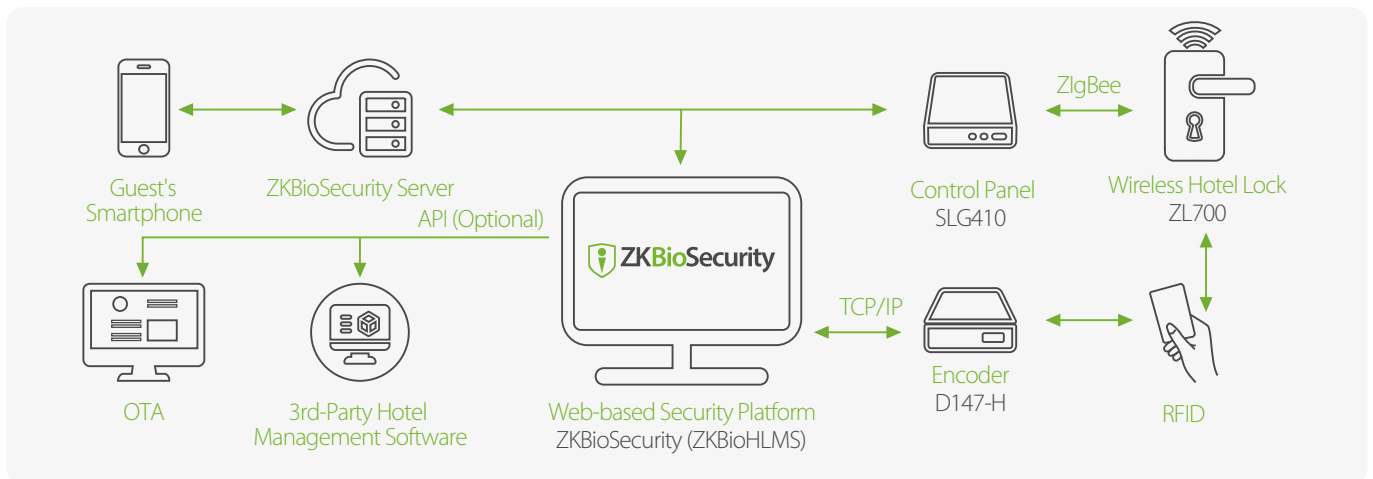 ZIgBee
Guest's
Smartphone
ZKBioSecurity Server
Control Panel
SLG410
Wireless Hotel Lock
ZL700
API (Optional)
ZKBioSecurity
TCP/IP
OTA
3rd-Party Hotel
Management Software
Web-based Security Platform
ZKBioSecurity (ZKBioHLMS)
Encoder
D147-H
RFID